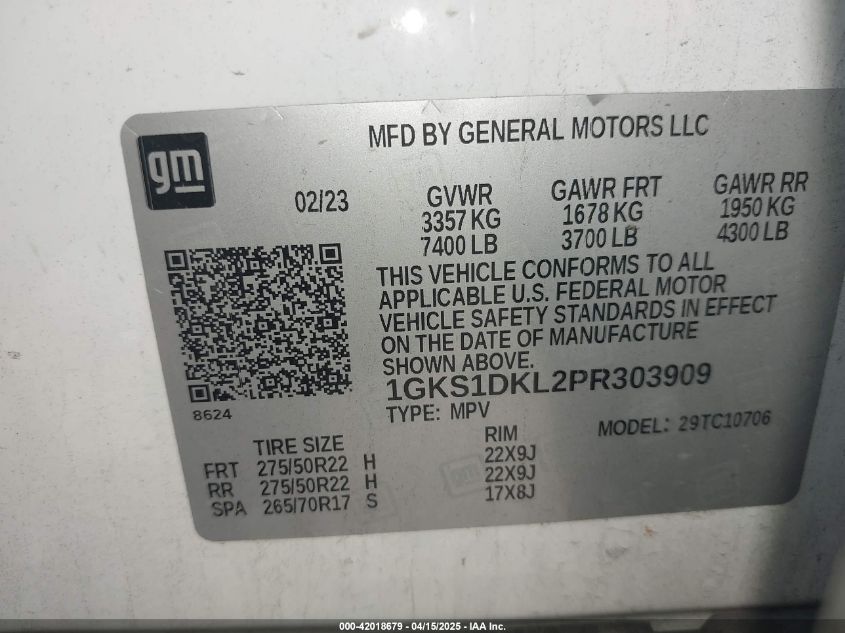 MFD BY GENERAL MOTORS LLC
gm
02/23 GVWR GAWR FRT GAWR RR
3357 KG 1678 KG 1950 KG
7400 LB 3700 LB 4300 LB
THIS VEHICLE CONFORMS TO ALL
APPLICABLE U.S. FEDERAL MOTOR
VEHICLE SAFETY STANDARDS IN EFFECT
ON THE DATE OF MANUFACTURE
SHOWN ABOVE.
1GKS1DKL2PR303909
8624
TYPE: MPV MODEL: 29TC10706
TIRE SIZE RIM
FRT 275/50R22 H 22X9J
RR 275/50R22 H 22X9J
SPA 265/70R17 S 17X8J
gm
000-42018679 - 04/15/2025 - IAA Inc.